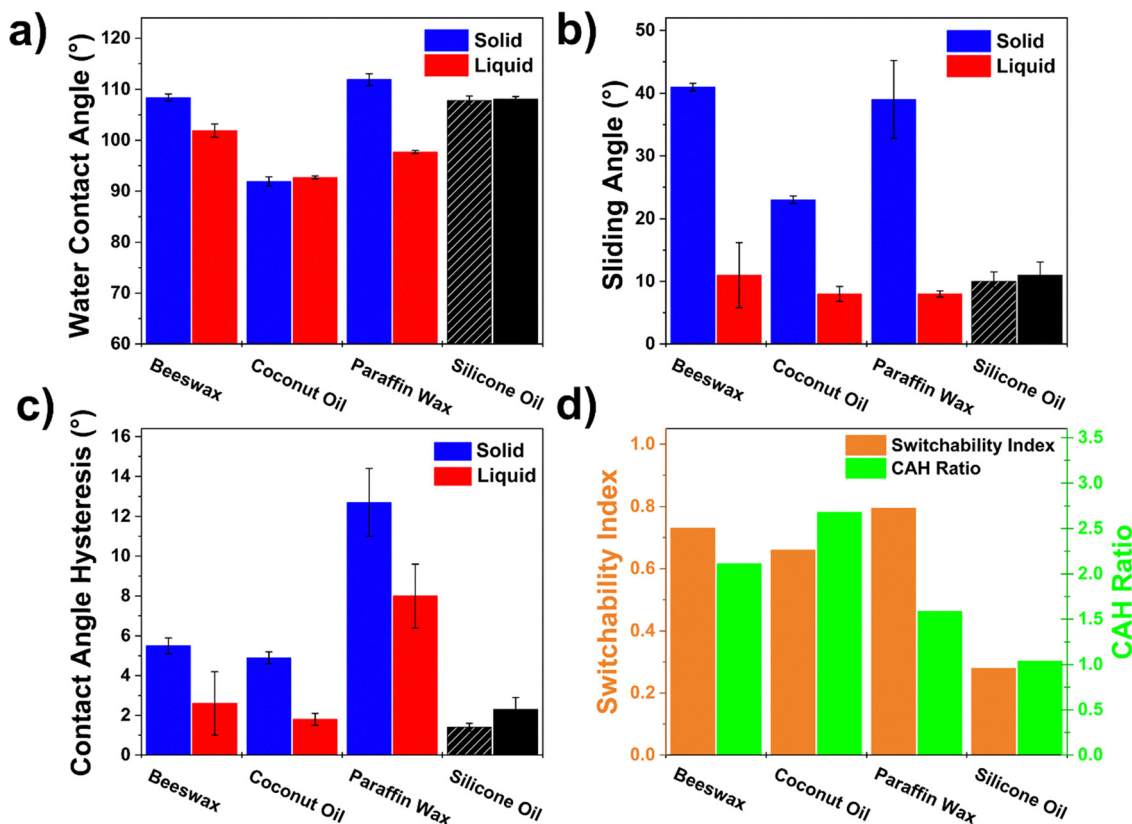 a)
Water Contact Angle (°)
120
110
100
90
80
70
60
Solid
Liquid
Beeswax
Coconut Oil
Paraffin Wax
Silicone Oil
b)
Sliding Angle (°)
50
40
30
20
10
0
Solid
Liquid
Beeswax
Coconut Oil
Paraffin Wax
Silicone Oil
c)
Contact Angle Hysteresis (°)
16
14
12
10
8
6
4
2
0
Solid
Liquid
Beeswax
Coconut Oil
Paraffin Wax
Silicone Oil
d)
Switchability Index
1.0
0.8
0.6
0.4
0.2
0.0
Switchability Index
CAH Ratio
3.5
3.0
2.5
2.0
1.5
1.0
0.5
0.0
CAH Ratio
Beeswax
Coconut Oil
Paraffin Wax
Silicone Oil